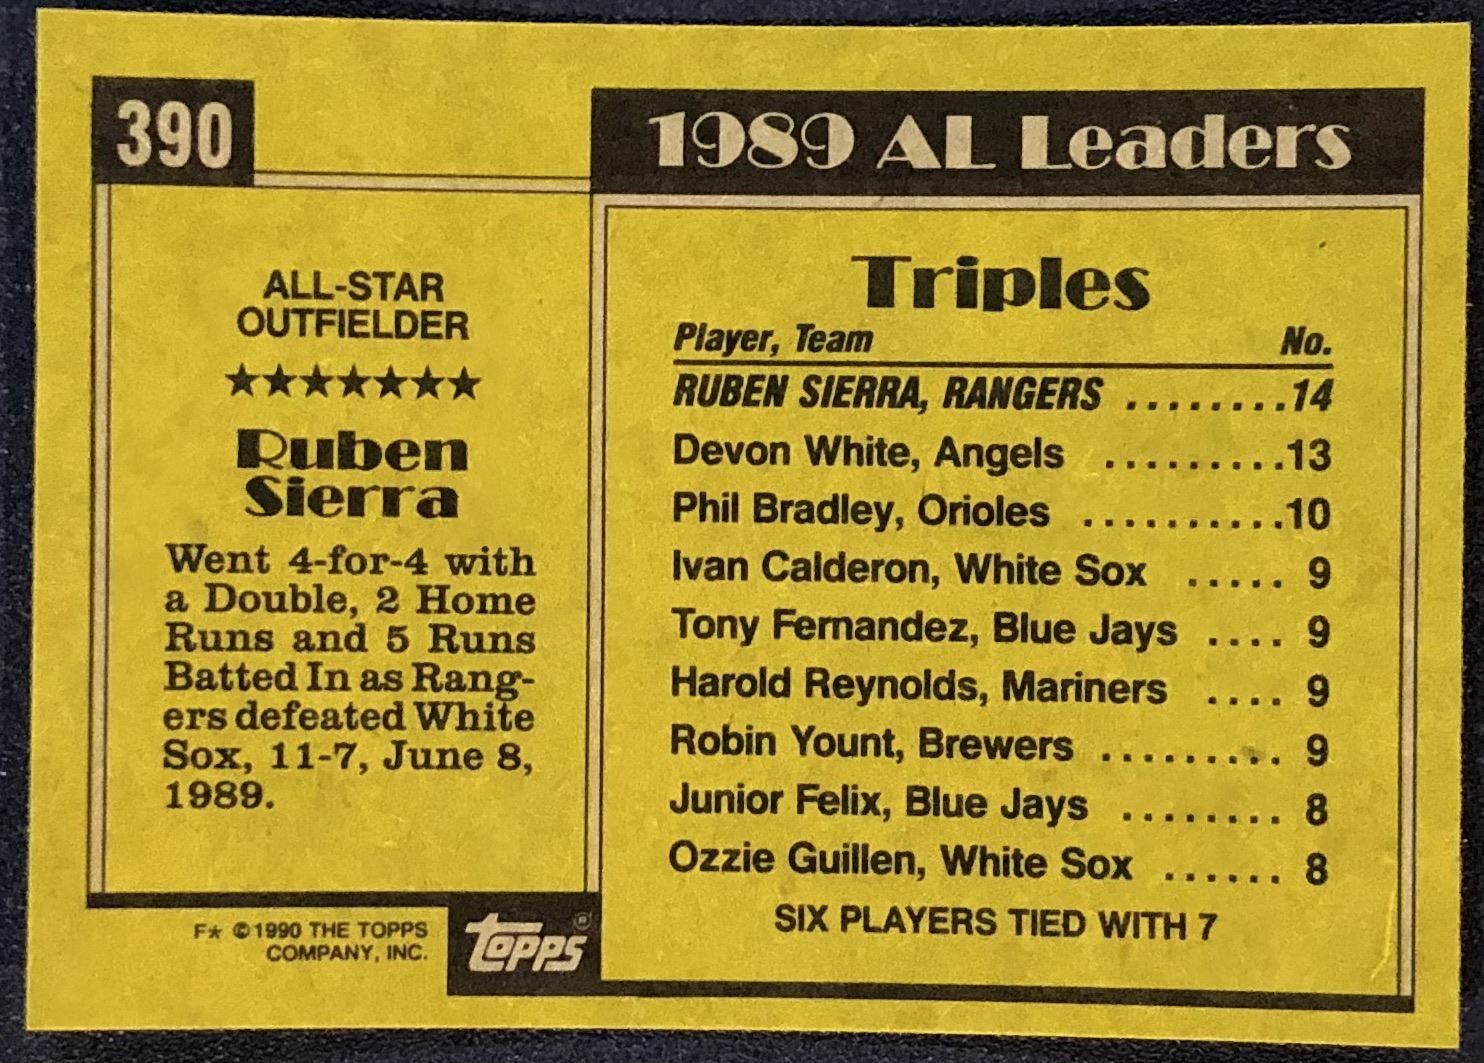 390
ALL-STAR
OUTFIELDER
★★★★★★★
Ruben
Sierra
Went 4-for-4 with
a Double, 2 Home
Runs and 5 Runs
Batted In as Rang-
ers defeated White
Sox, 11-7, June 8,
1989.
F★ ©1990 THE TOPPS
COMPANY, INC.
topps®
1989 AL Leaders
Triples
Player, Team No.
RUBEN SIERRA, RANGERS ........14
Devon White, Angels .........13
Phil Bradley, Orioles ..........10
Ivan Calderon, White Sox ..... 9
Tony Fernandez, Blue Jays .... 9
Harold Reynolds, Mariners .... 9
Robin Yount, Brewers ......... 9
Junior Felix, Blue Jays ........ 8
Ozzie Guillen, White Sox ...... 8
SIX PLAYERS TIED WITH 7